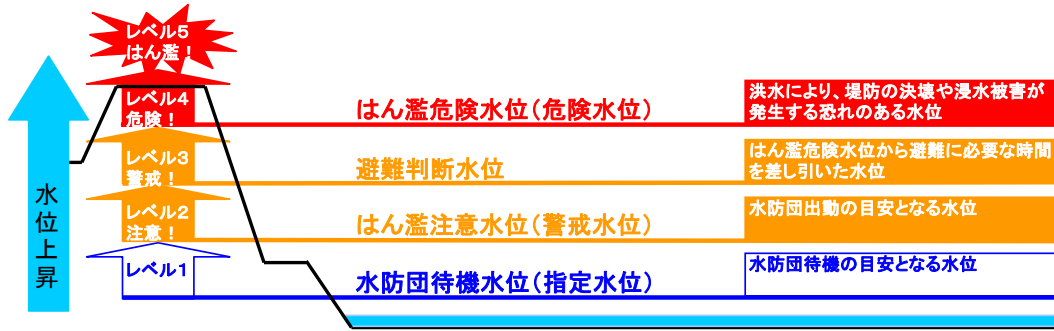 レベル5
はん濫！
レベル4
危険！
はん濫危険水位（危険水位）
洪水により、堤防の決壊や浸水被害が
発生する恐れのある水位
レベル3
警戒！
避難判断水位
はん濫危険水位から避難に必要な時間
を差し引いた水位
レベル2
注意！
はん濫注意水位（警戒水位）
水防団出動の目安となる水位
レベル1
水防団待機水位（指定水位）
水防団待機の目安となる水位
水位上昇